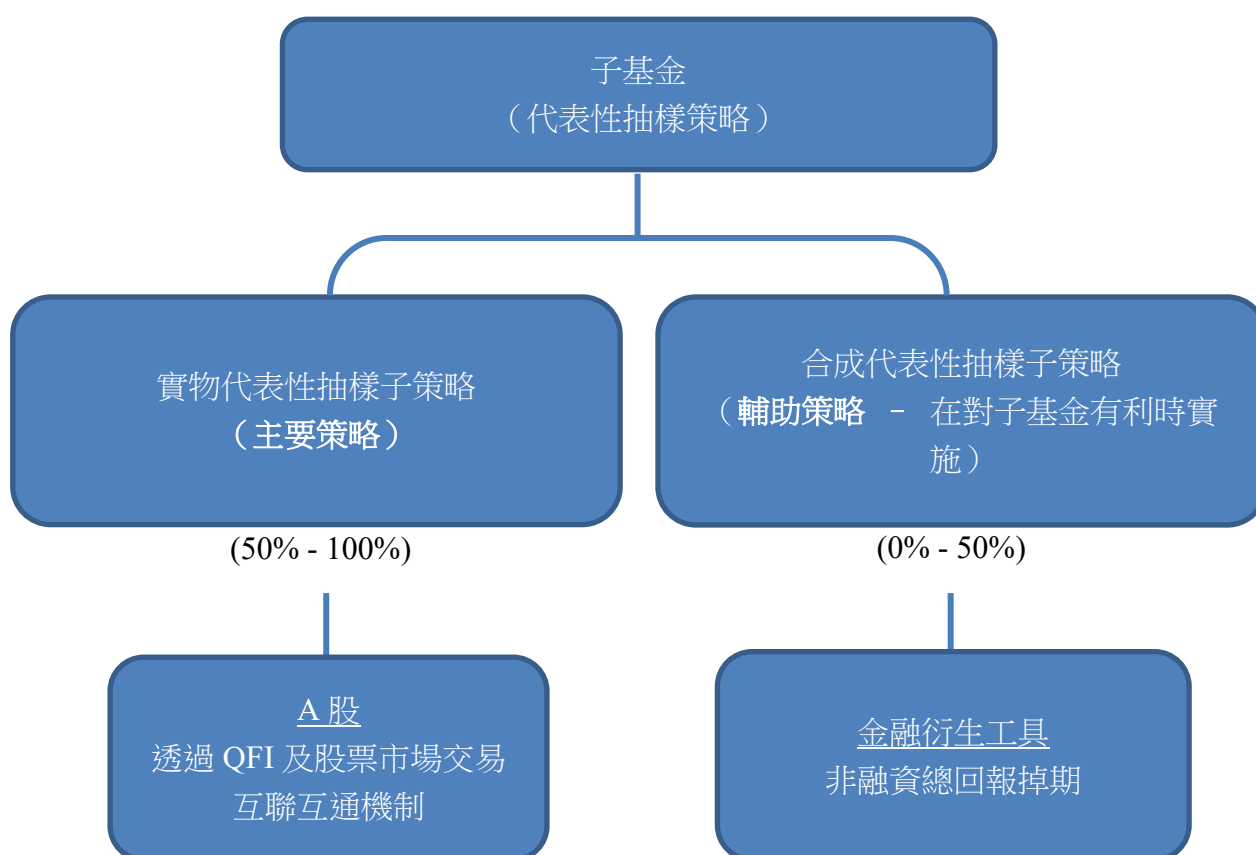 子基金
（代表性抽樣策略）
實物代表性抽樣子策略
（主要策略）
合成代表性抽樣子策略
（輔助策略 - 在對子基金有利時實
施）
(50% - 100%)
(0% - 50%)
A 股
透過 QFI 及股票市場交易
互聯互通機制
金融衍生工具
非融資總回報掉期